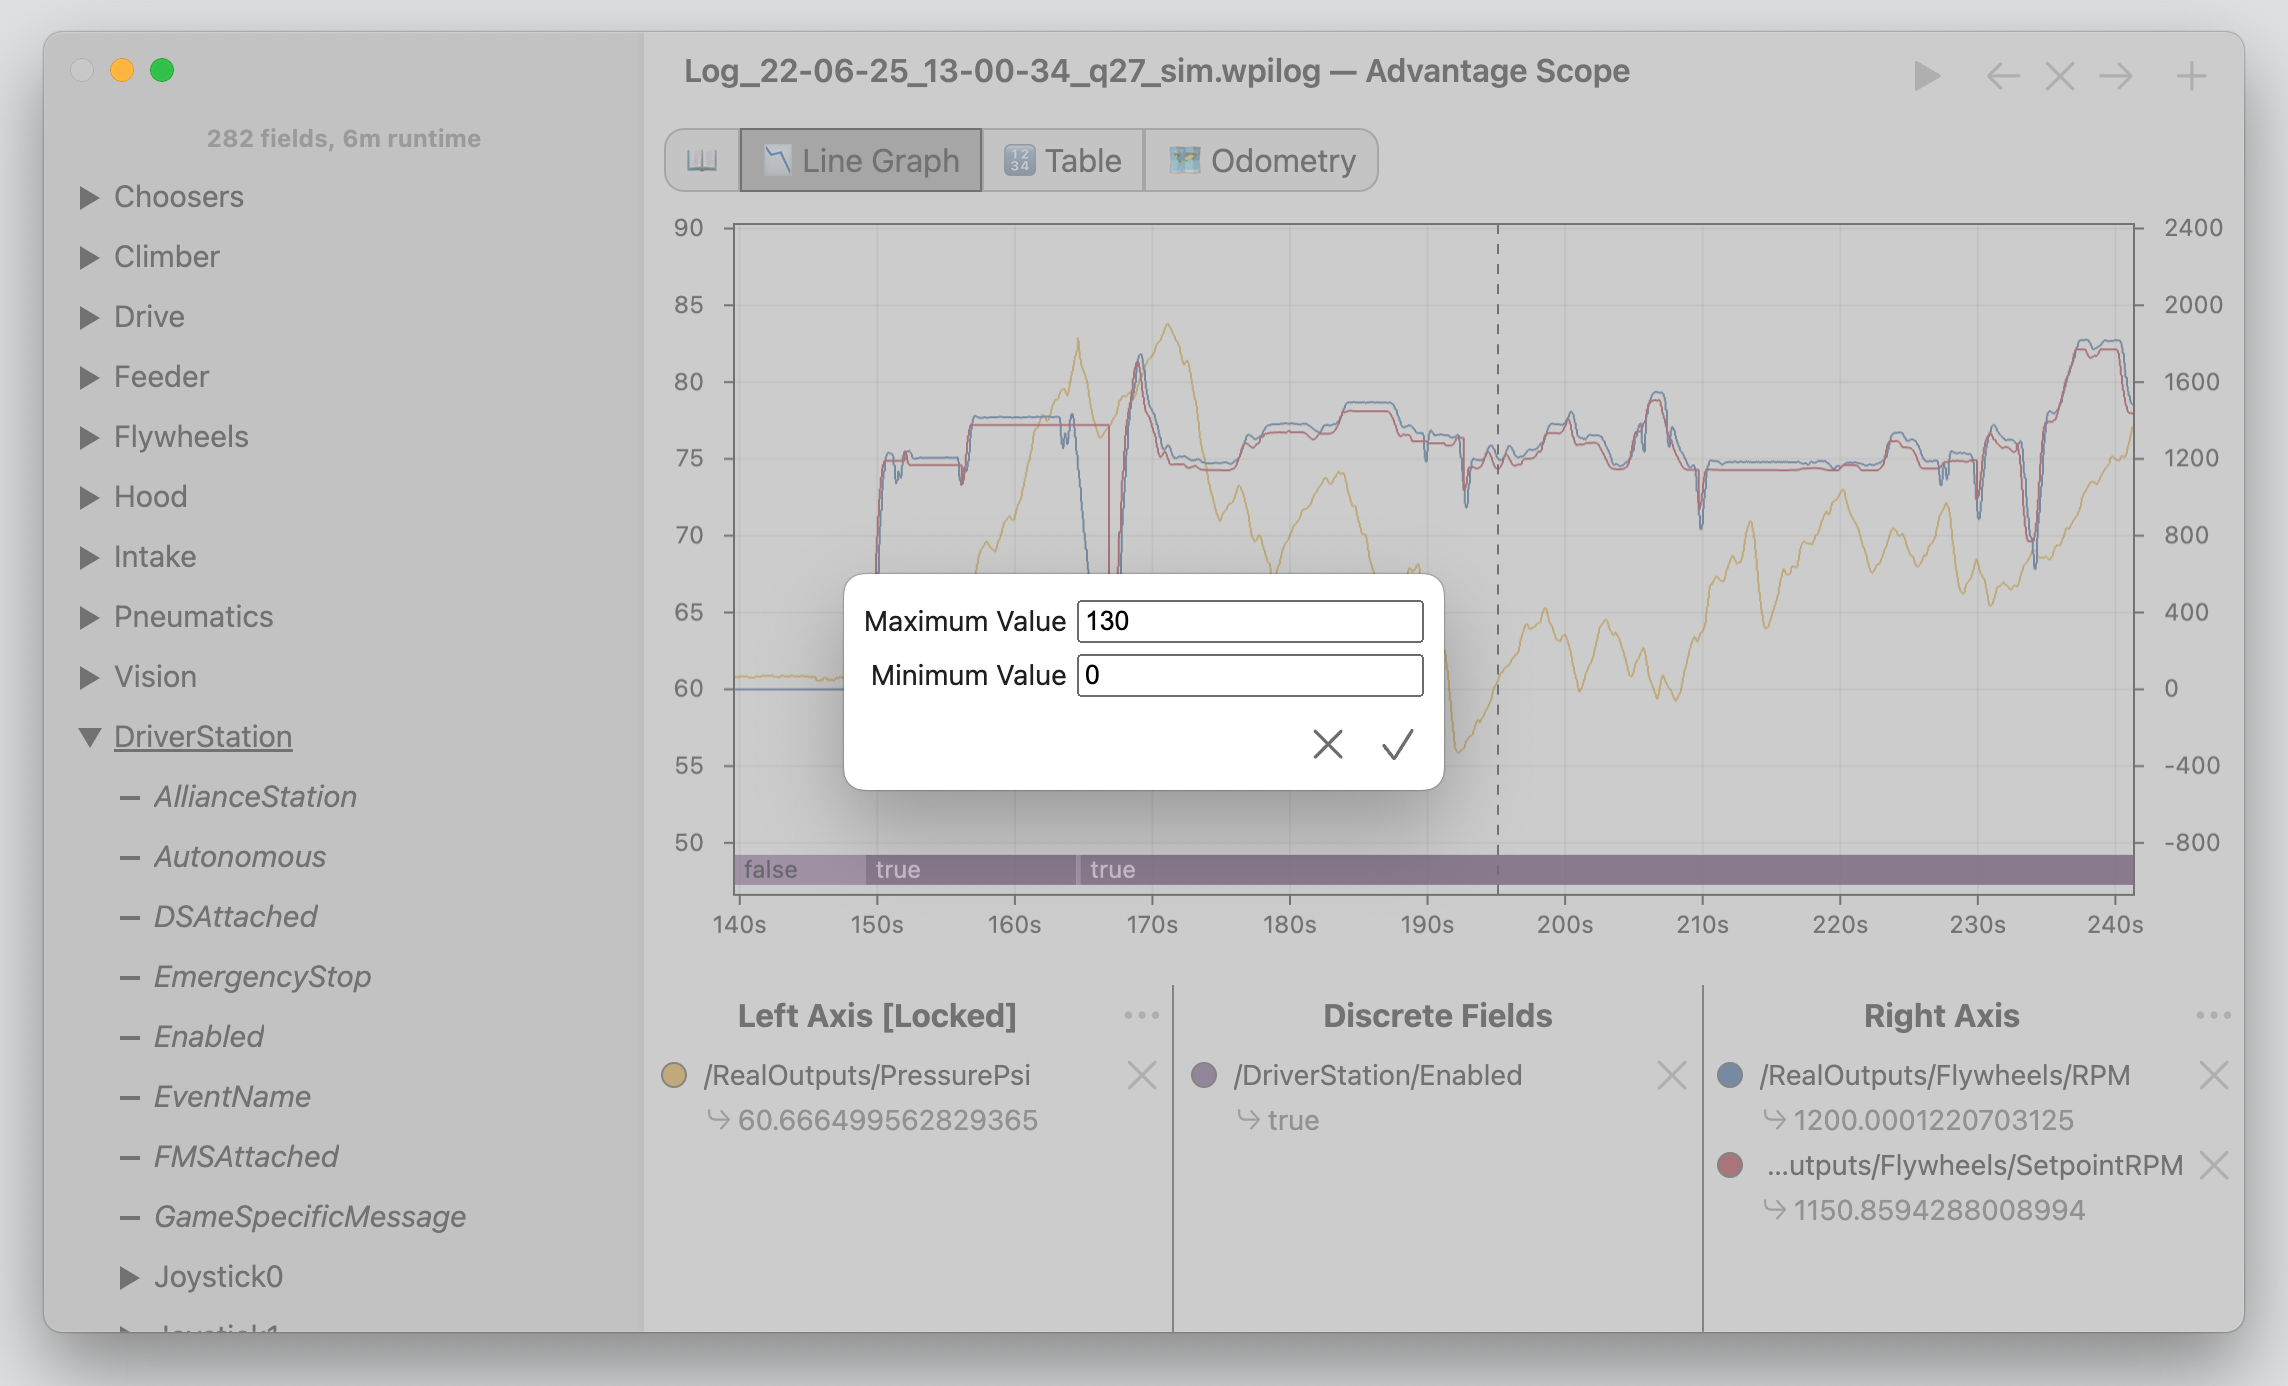 Log_22-06-25_13-00-34_q27_sim.wpilog — Advantage Scope
282 fields, 6m runtime
Choosers
Climber
Drive
Feeder
Flywheels
Hood
Intake
Pneumatics
Vision
DriverStation
AllianceStation
Autonomous
DSAttached
EmergencyStop
Enabled
EventName
FMSAttached
GameSpecificMessage
Joystick0
Joystick1
Line Graph
Table
Odometry
90
85
80
75
70
65
60
55
50
2400
2000
1600
1200
800
400
0
-400
-800
Maximum Value 130
Minimum Value 0
false true true
140s 150s 160s 170s 180s 190s 200s 210s 220s 230s 240s
Left Axis [Locked]
/RealOutputs/PressurePsi
60.666499562829365
Discrete Fields
/DriverStation/Enabled
true
Right Axis
/RealOutputs/Flywheels/RPM
1200.0001220703125
...utputs/Flywheels/SetpointRPM
1150.8594288008994